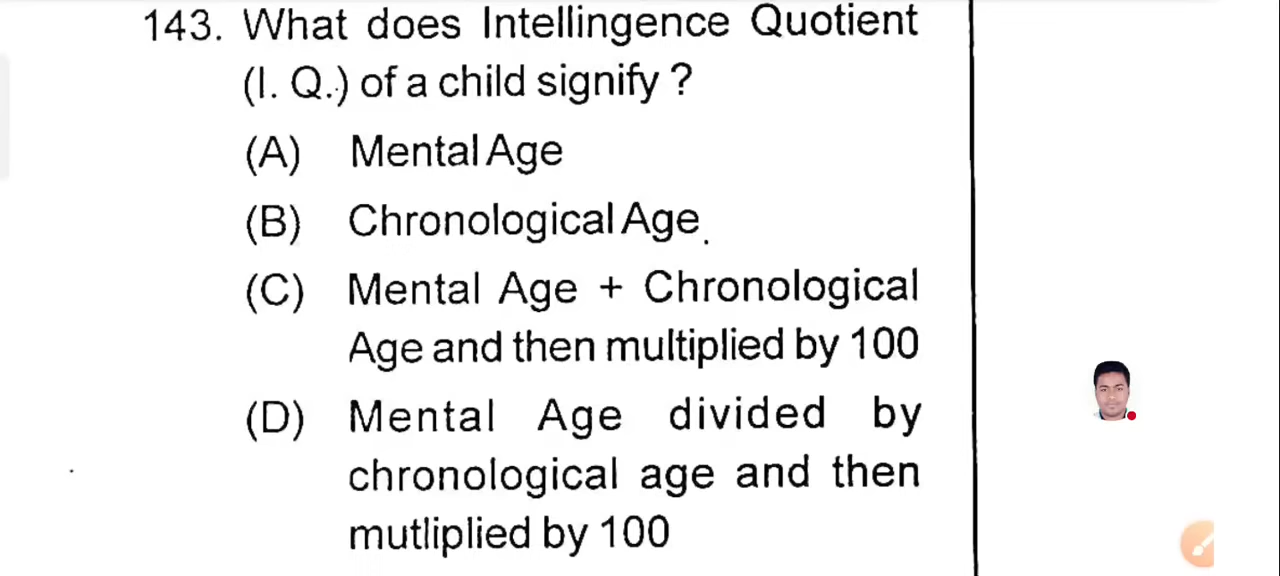 143. What does Intellingence Quotient
(I. Q.) of a child signify ?
(A) Mental Age
(B) Chronological Age
(C) Mental Age + Chronological
Age and then multiplied by 100
(D) Mental Age divided by
chronological age and then
mutliplied by 100